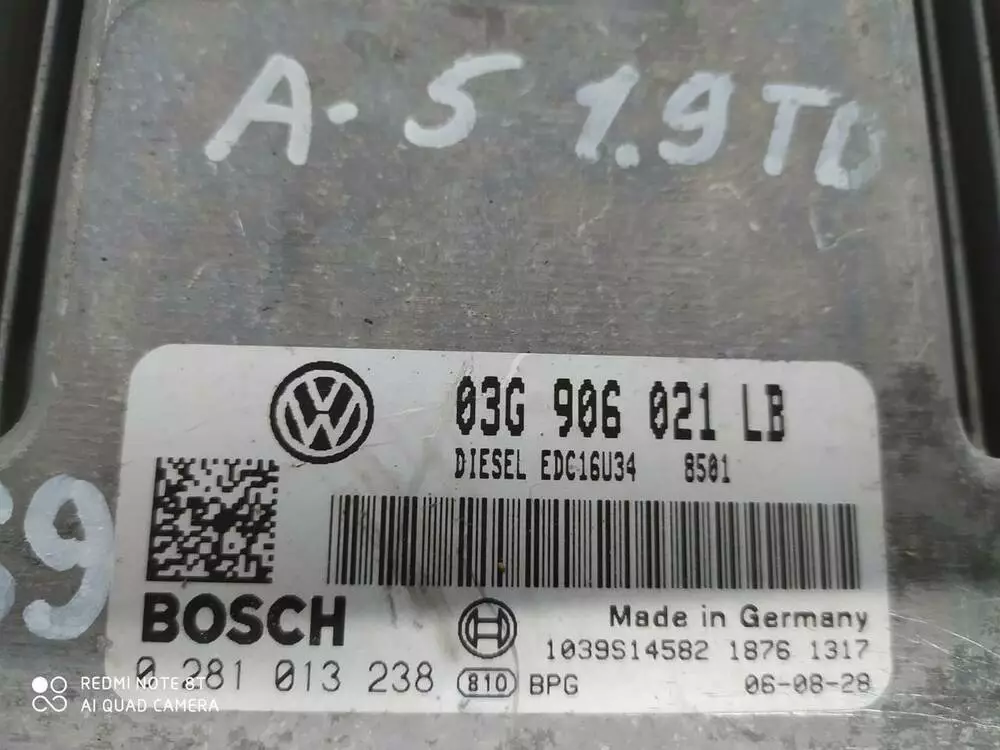 A-S 1.9TD
03G 906 021 LB
DIESEL EDC16U34 8501
69
BOSCH
Made in Germany
1039S14582 1876 1317
0 281 013 238 810 BPG 06-08-28
REDMI NOTE 8T
AI QUAD CAMERA